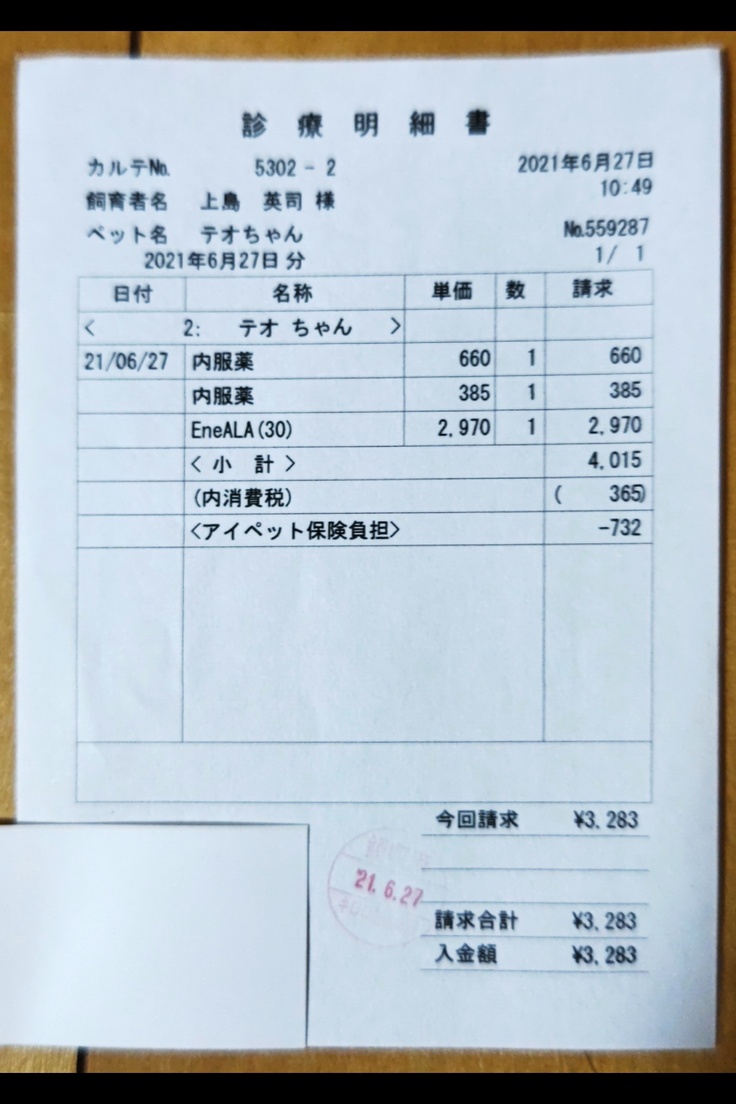 診療明細書
カルテNo. 5302 - 2 2021年6月27日
10:49
飼育者名 上島 英司 様
ペット名 テオちゃん No.559287
2021年6月27日 分 1/ 1
日付 名称 単価 数 請求
< 2: テオ ちゃん >
21/06/27 内服薬 660 1 660
内服薬 385 1 385
EneALA(30) 2,970 1 2,970
< 小 計 > 4,015
(内消費税) ( 365)
<アイペット保険負担> -732
今回請求 ¥3,283
'21.6.27
請求合計 ¥3,283
入金額 ¥3,283